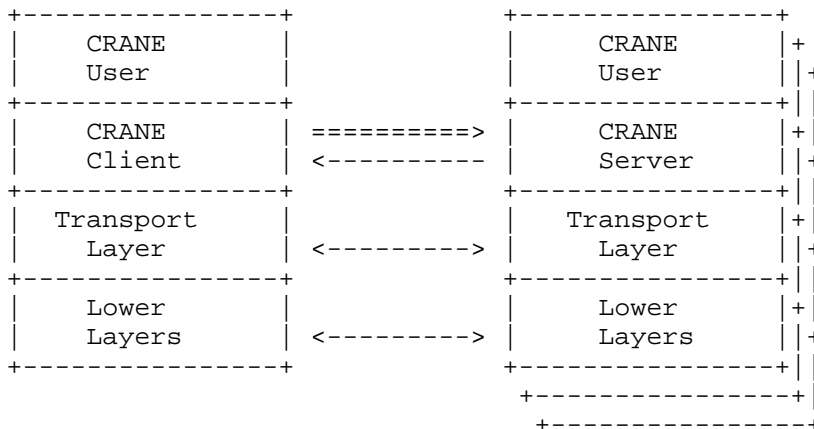 +----------------+             +----------------+
|     CRANE      |             |     CRANE      |+
|     User       |             |     User       ||+
+----------------+             +----------------+||
|     CRANE      | ==========> |     CRANE      |+|
|     Client     | <---------- |     Server     ||+
+----------------+             +----------------+||
|   Transport    |             |   Transport    |+|
|     Layer      | <---------> |     Layer      ||+
+----------------+             +----------------+||
|     Lower      |             |     Lower      |+|
|     Layers     | <---------> |     Layers     ||+
+----------------+             +----------------+||
                                +----------------+|
                                 +----------------+